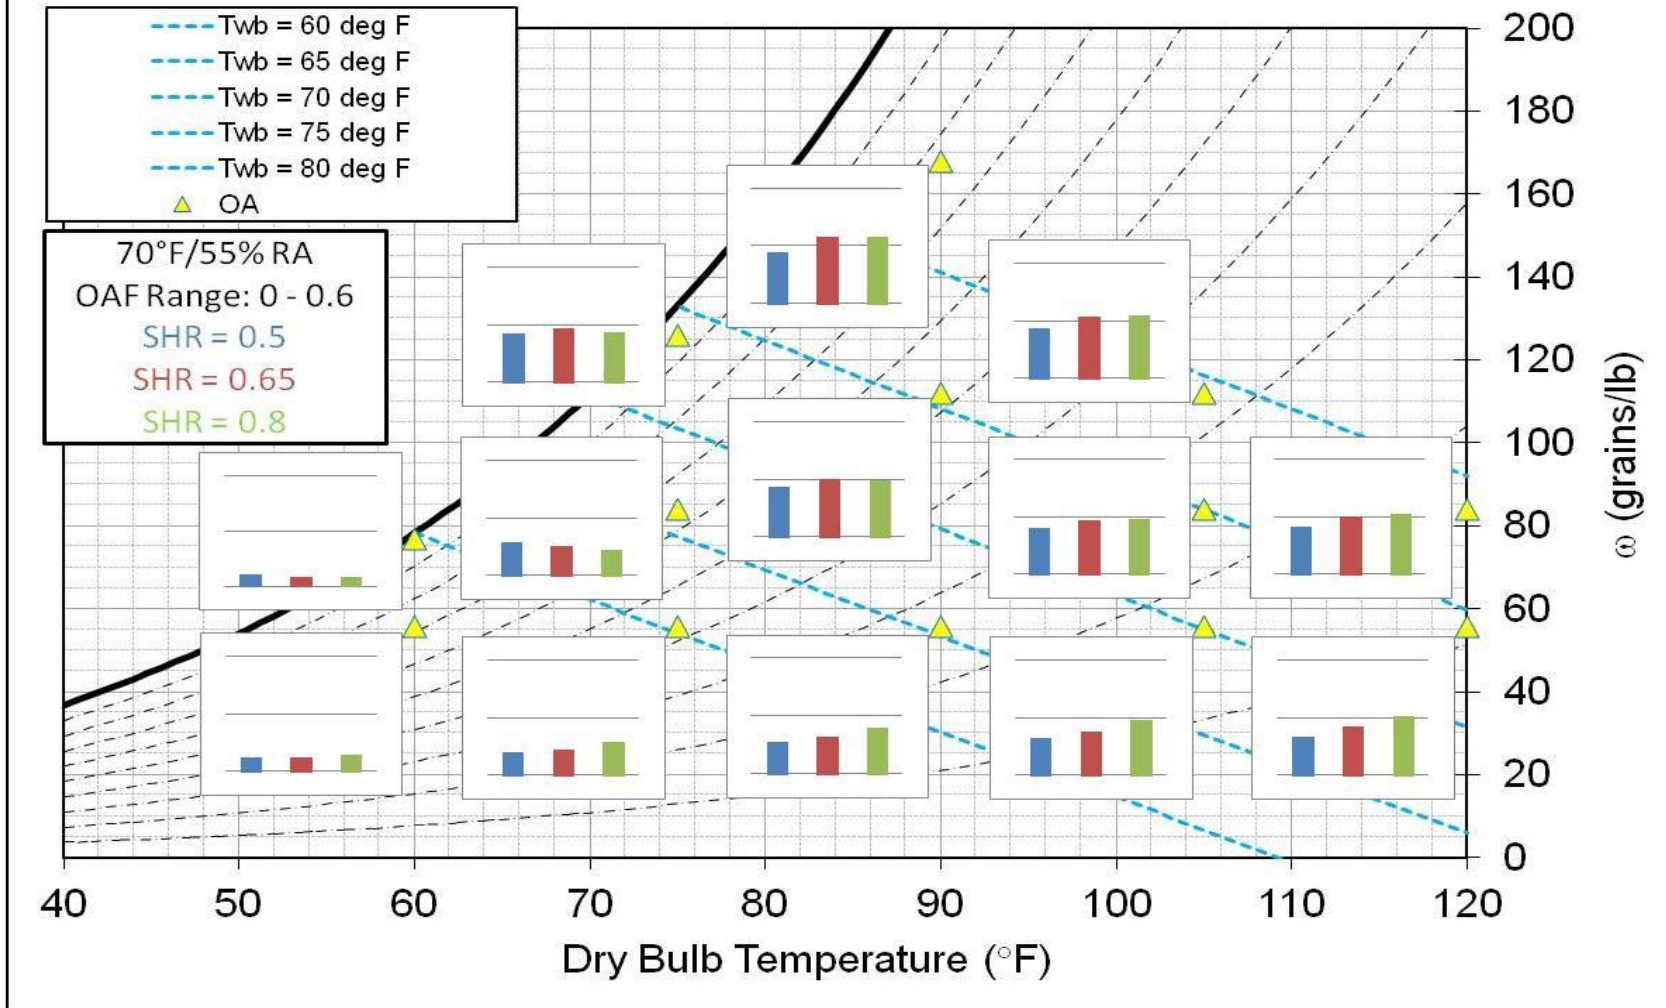 Twb = 60 deg F
Twb = 65 deg F
Twb = 70 deg F
Twb = 75 deg F
Twb = 80 deg F
OA
70°F/55% RA
OAF Range: 0 - 0.6
SHR = 0.5
SHR = 0.65
SHR = 0.8
200
180
160
140
120
100
80
60
40
20
0
ω (grains/lb)
40 50 60 70 80 90 100 110 120
Dry Bulb Temperature (°F)